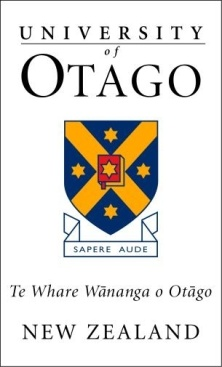 UNIVERSITY
of
OTAGO
SAPERE AUDE
Te Whare Wānanga o Otāgo
NEW ZEALAND